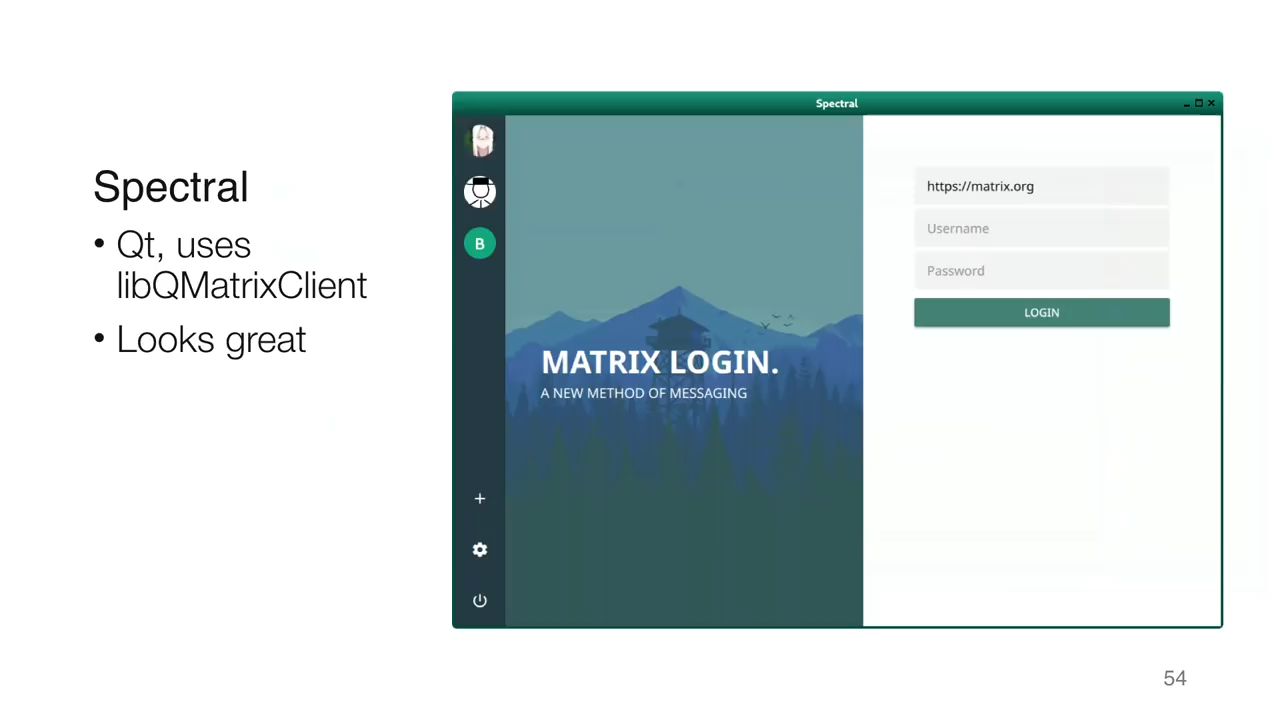 Spectral
• Qt, uses
libQMatrixClient
• Looks great
Spectral
B
MATRIX LOGIN.
A NEW METHOD OF MESSAGING
https://matrix.org
Username
Password
LOGIN
54